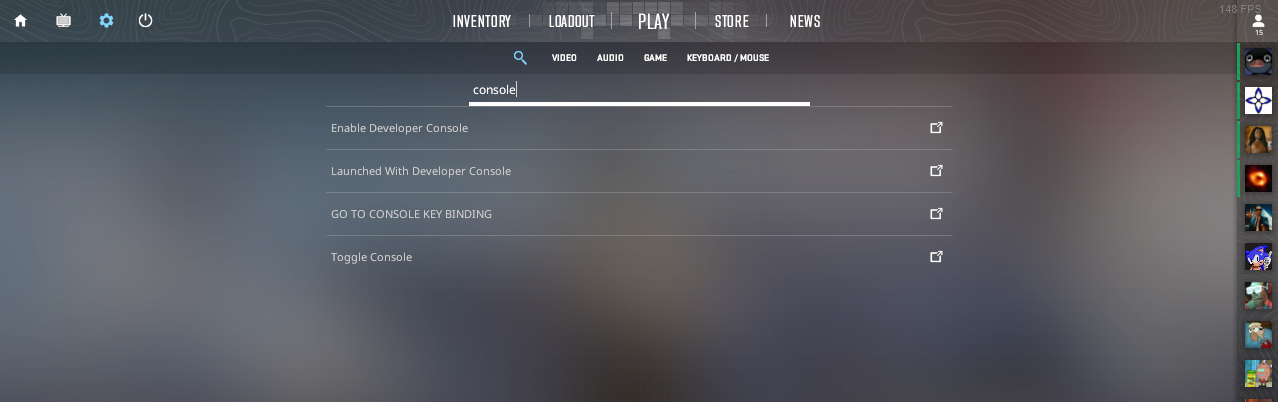 148 FPS
INVENTORY LOADOUT PLAY STORE NEWS
15
VIDEO AUDIO GAME KEYBOARD / MOUSE
console
Enable Developer Console
Launched With Developer Console
GO TO CONSOLE KEY BINDING
Toggle Console